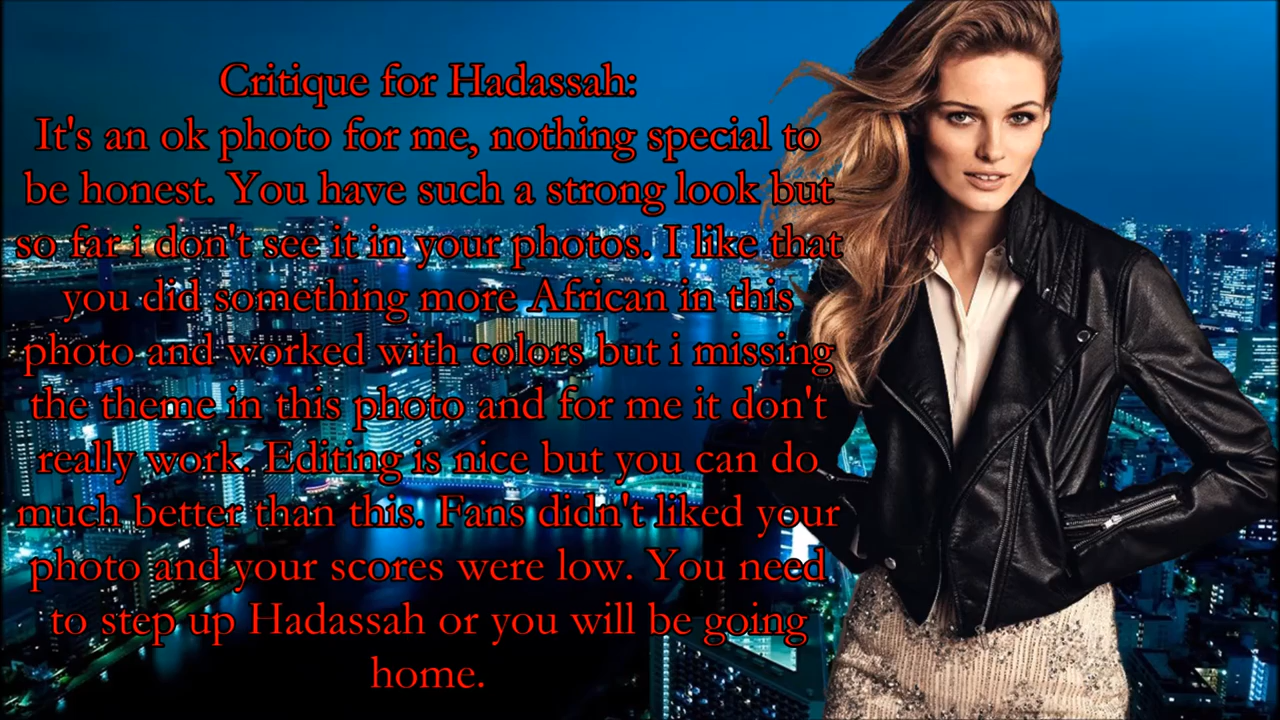 Critique for Hadassah:
It's an ok photo for me, nothing special to
be honest. You have such a strong look but
so far i don't see it in your photos. I like that
you did something more African in this
photo and worked with colors but i missing
the theme in this photo and for me it don't
really work. Editing is nice but you can do
much better than this. Fans didn't liked your
photo and your scores were low. You need
to step up Hadassah or you will be going
home.